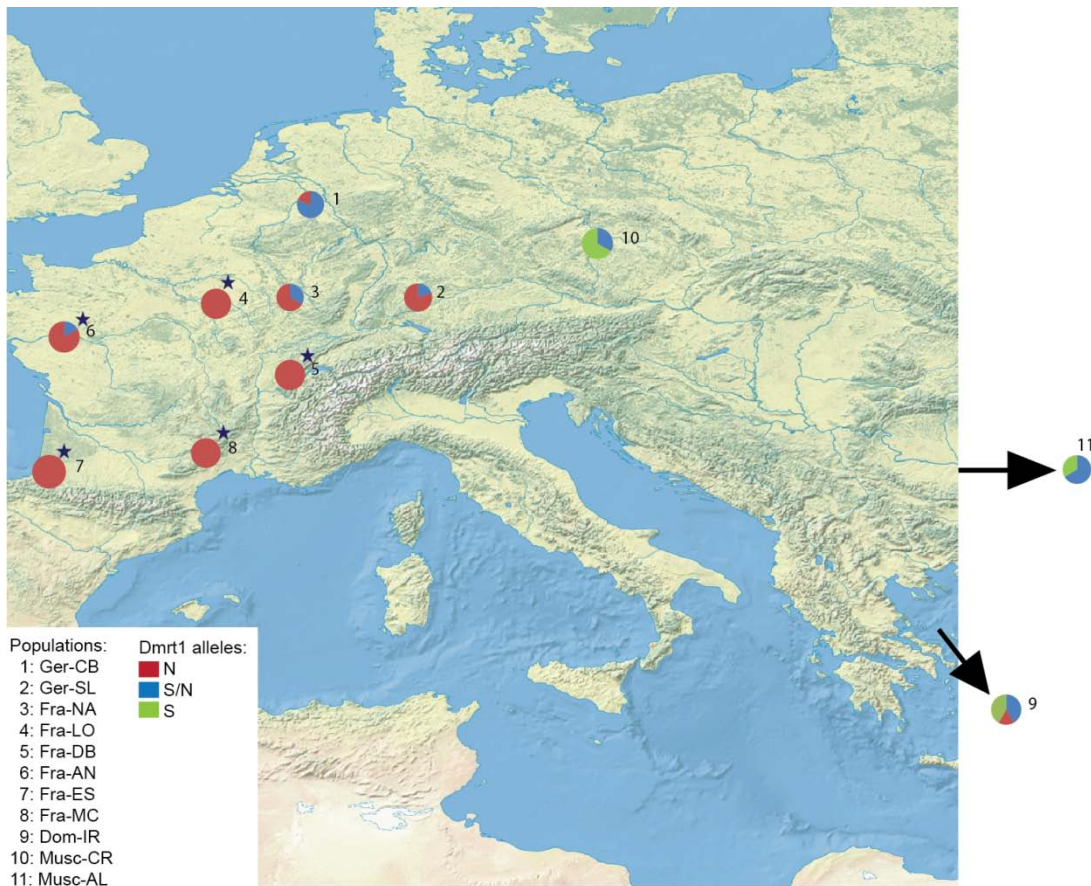 1
10
3
2
4
6
5
8
7
11
9
Populations:
1: Ger-CB
2: Ger-SL
3: Fra-NA
4: Fra-LO
5: Fra-DB
6: Fra-AN
7: Fra-ES
8: Fra-MC
9: Dom-IR
10: Musc-CR
11: Musc-AL
Dmrt1 alleles:
N
S/N
S